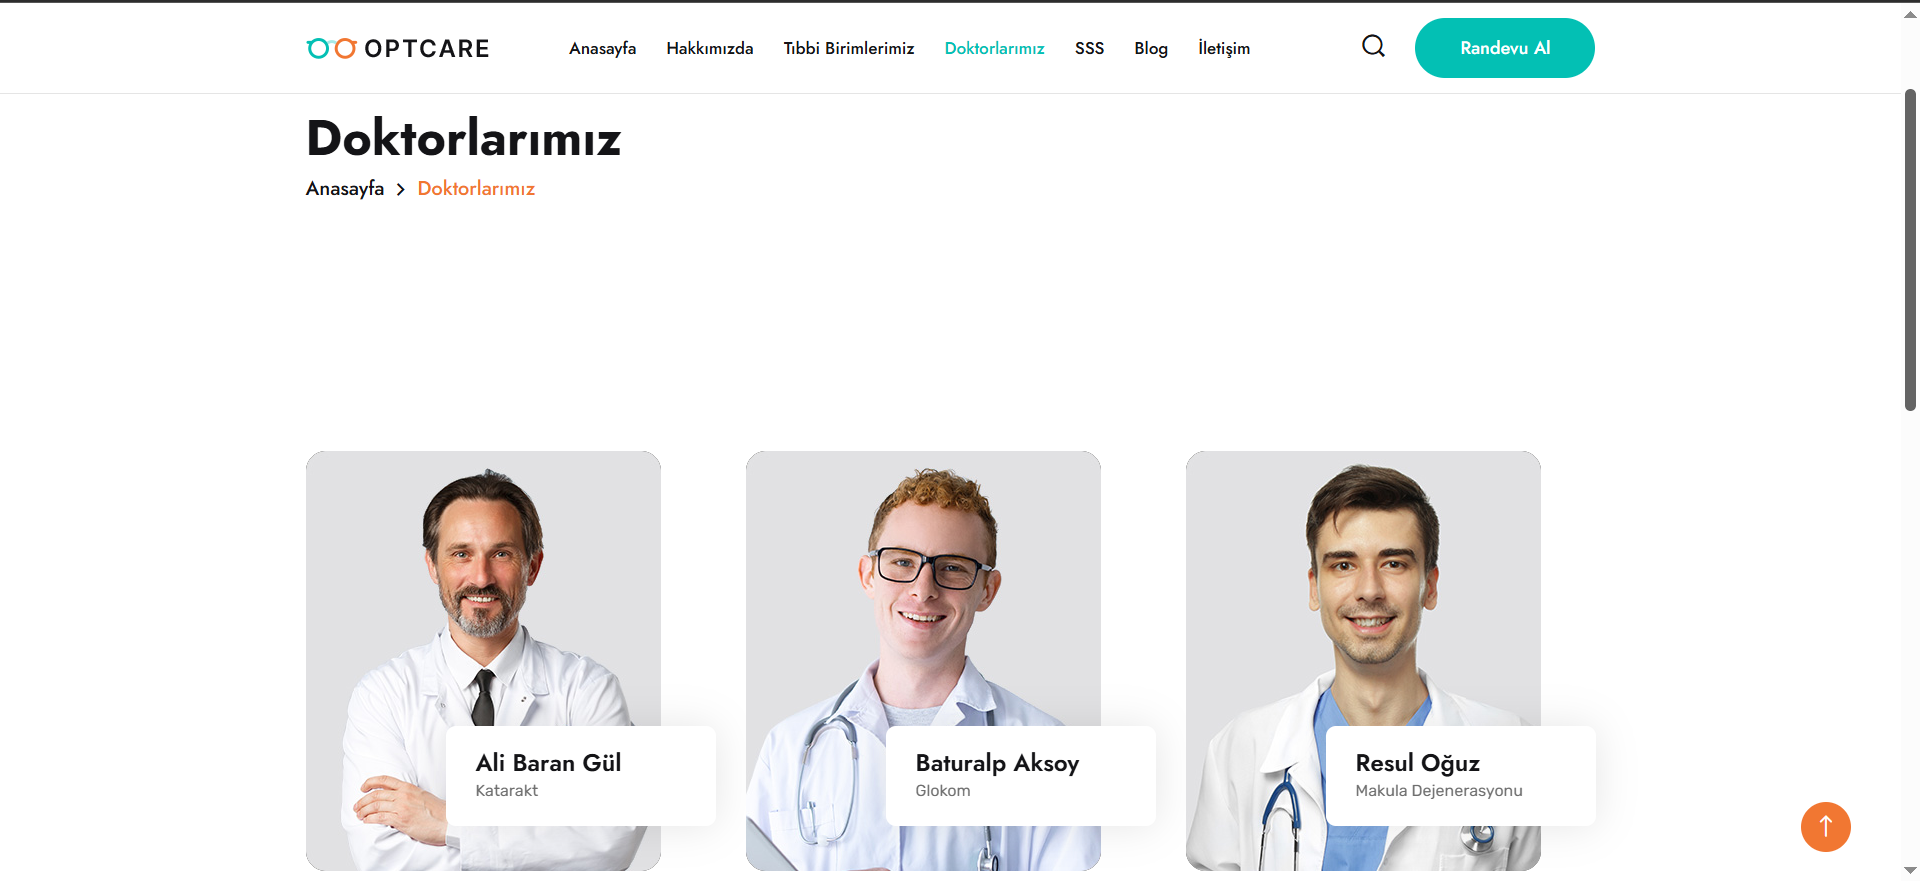 OPTCARE
Anasayfa Hakkımızda Tıbbi Birimlerimiz Doktorlarımız SSS Blog İletişim
Randevu Al
Doktorlarımız
Anasayfa > Doktorlarımız
Ali Baran Gül
Katarakt
Baturalp Aksoy
Glokom
Resul Oğuz
Makula Dejenerasyonu